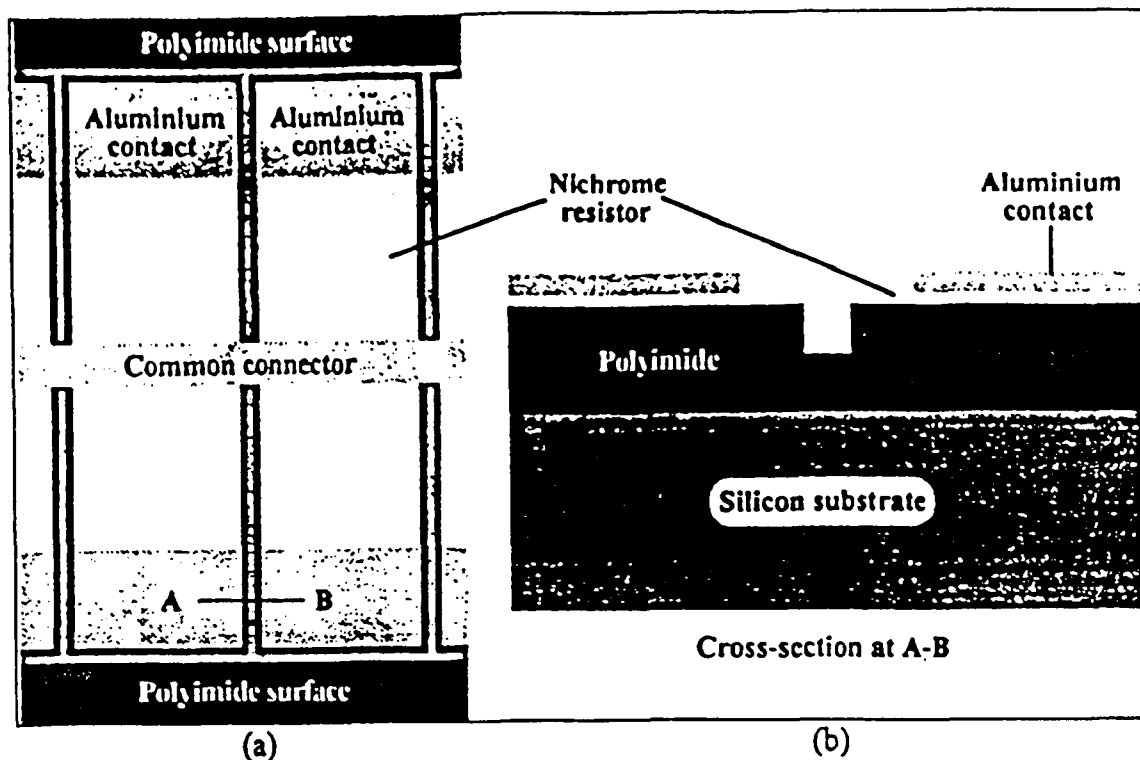 Polyimide surface
Aluminium
contact
Aluminium
contact
Nichrome
resistor
Aluminium
contact
Common connector
Polyimide
Silicon substrate
A
B
Cross-section at A-B
Polyimide surface
(a)
(b)